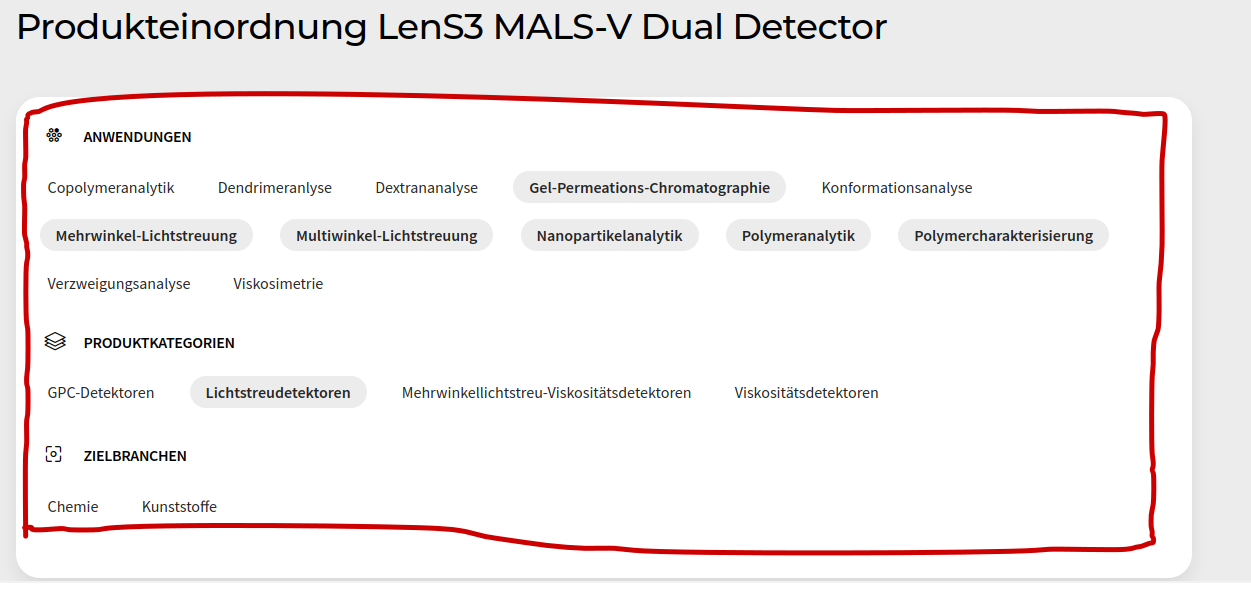 Produkteinordnung LenS3 MALS-V Dual Detector
ANWENDUNGEN
Copolymeranalytik Dendrimeranlyse Dextrananalyse Gel-Permeations-Chromatographie Konformationsanalyse
Mehrwinkel-Lichtstreuung Multiwinkel-Lichtstreuung Nanopartikelanalytik Polymeranalytik Polymercharakterisierung
Verzweigungsanalyse Viskosimetrie
PRODUKTKATEGORIEN
GPC-Detektoren Lichtstreudetektoren Mehrwinkellichtstreu-Viskositätsdetektoren Viskositätsdetektoren
ZIELBRANCHEN
Chemie Kunststoffe